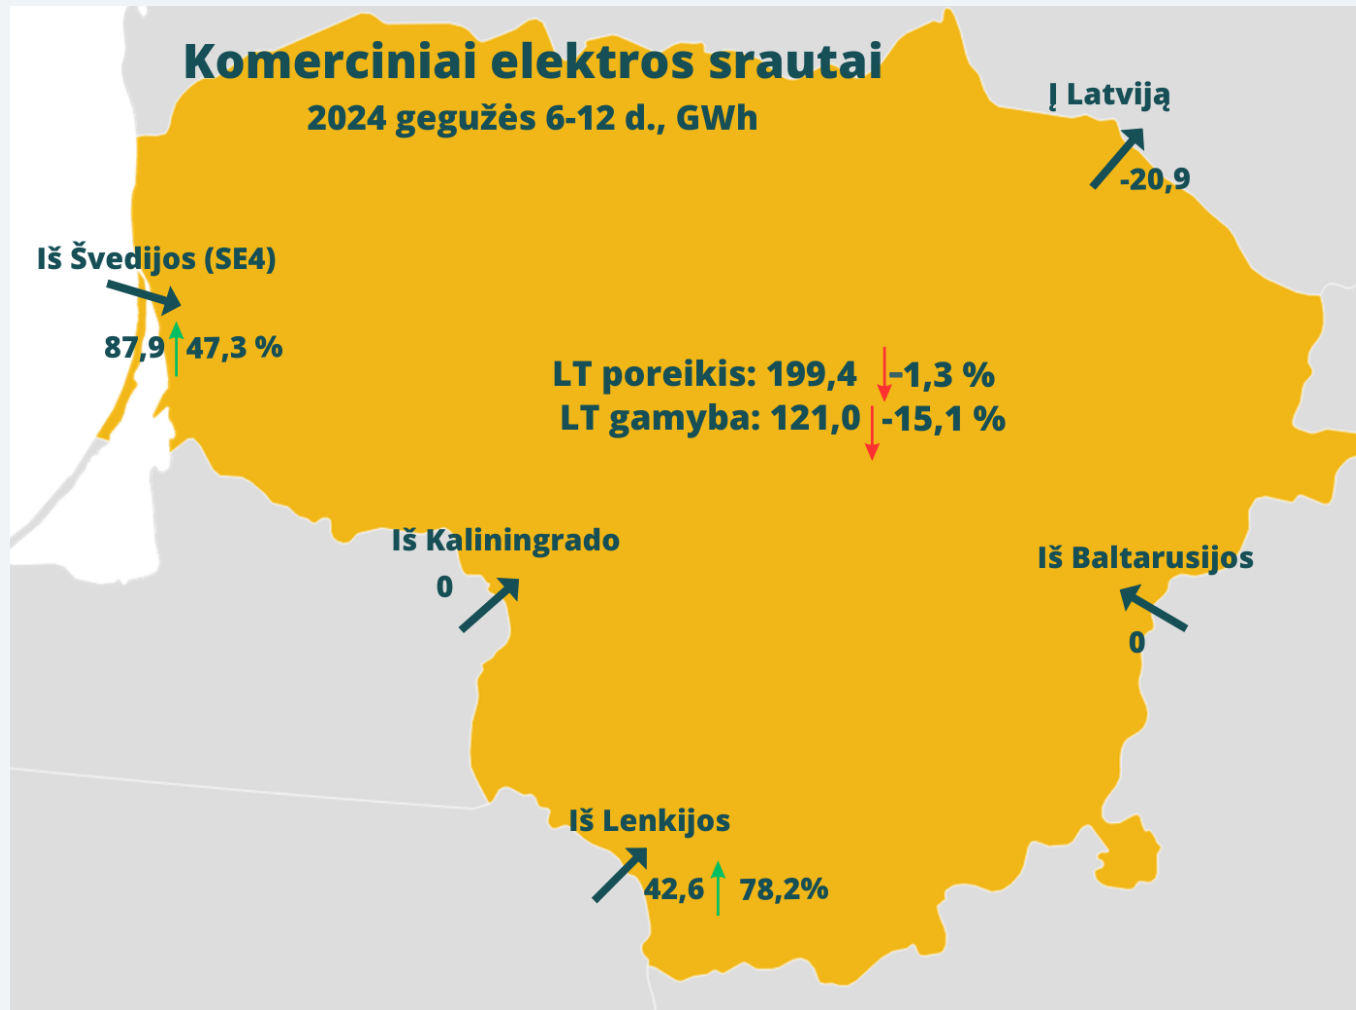 Komerciniai elektros srautai
2024 gegužės 6-12 d., GWh
Į Latviją
-20,9
Iš Švedijos (SE4)
87,9 47,3 %
LT poreikis: 199,4 -1,3 %
LT gamyba: 121,0 -15,1 %
Iš Kaliningrado
0
Iš Baltarusijos
0
Iš Lenkijos
42,6 78,2%